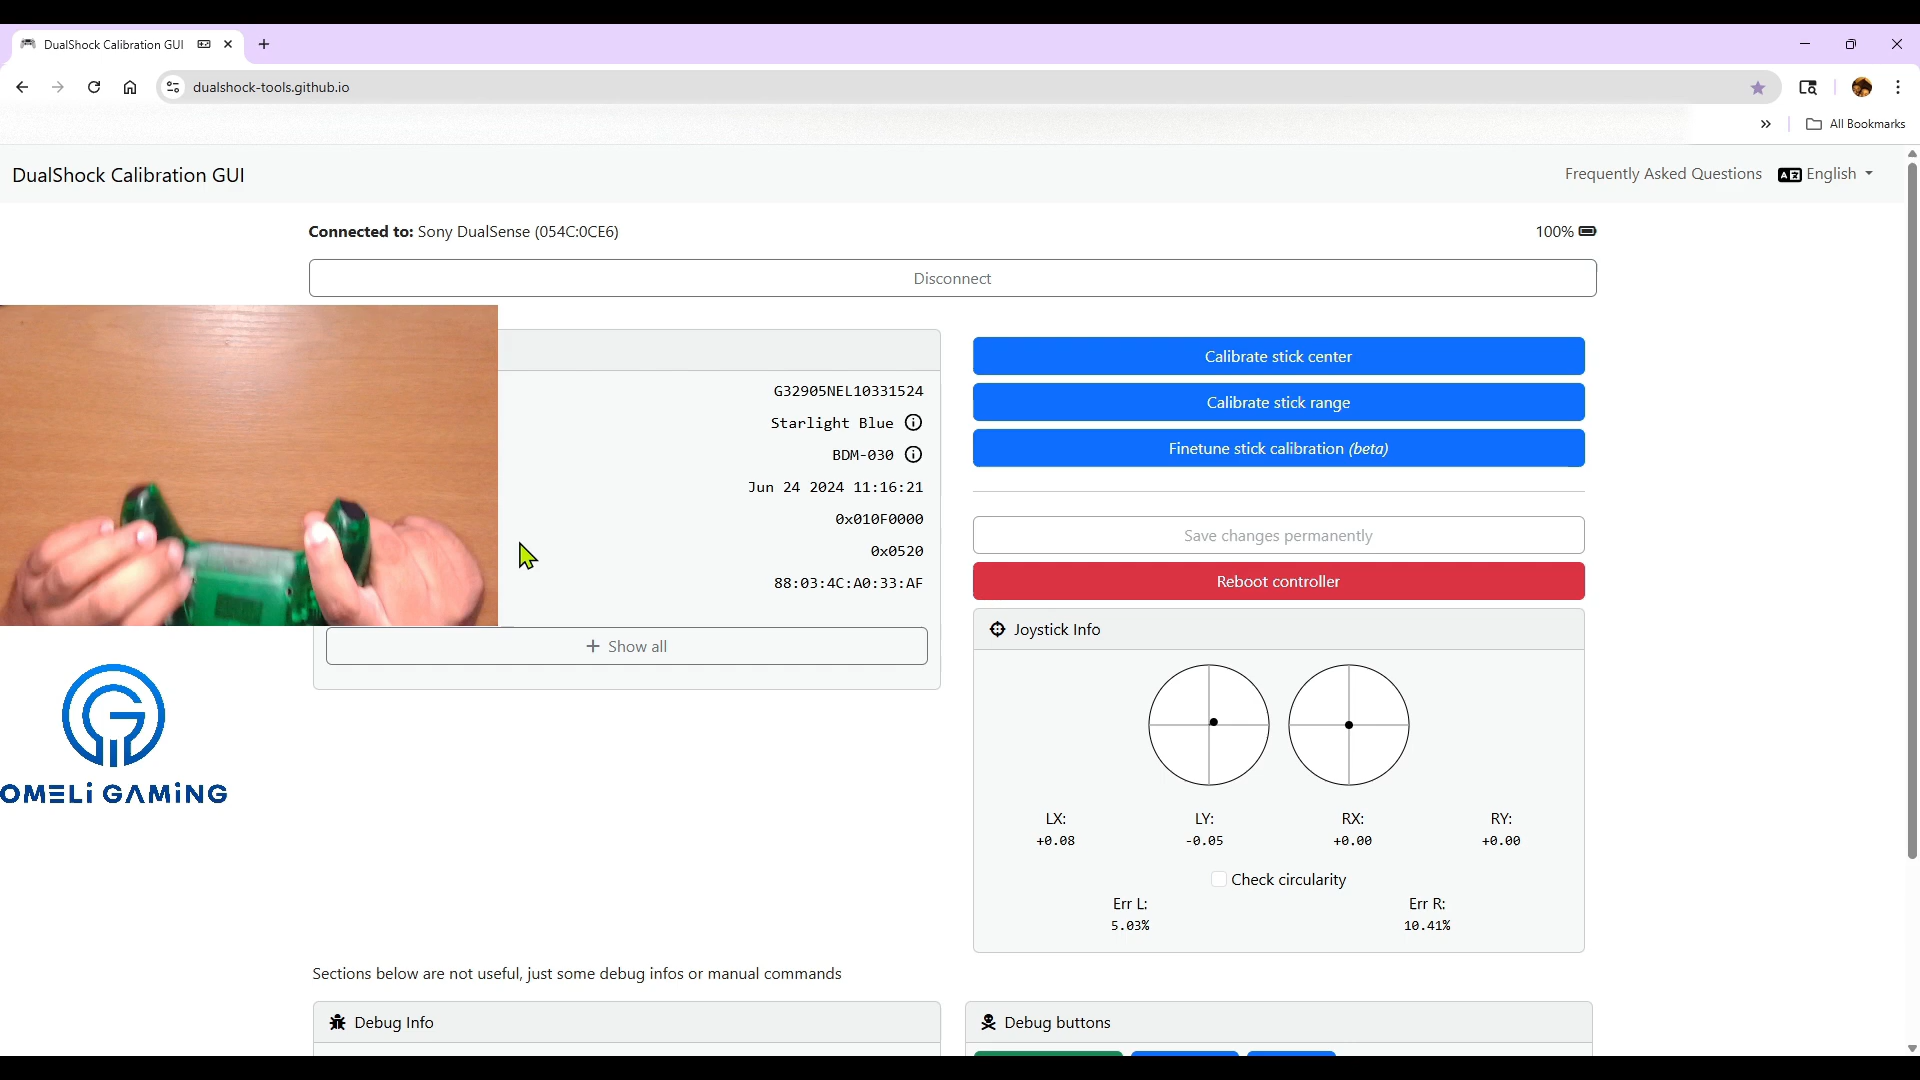 DualShock Calibration GUI
dualshock-tools.github.io
All Bookmarks
DualShock Calibration GUI
Frequently Asked Questions
English
Connected to: Sony DualSense (054C:0CE6)
100%
Disconnect
G32905NEL10331524
Starlight Blue
BDM-030
Jun 24 2024 11:16:21
0x010F0000
0x0520
88:03:4C:A0:33:AF
+ Show all
Calibrate stick center
Calibrate stick range
Finetune stick calibration (beta)
Save changes permanently
Reboot controller
Joystick Info
LX: LY: RX: RY:
+0.08 -0.05 +0.00 +0.00
Check circularity
Err L: Err R:
5.03% 10.41%
OMELi GAMiNG
Sections below are not useful, just some debug infos or manual commands
Debug Info
Debug buttons